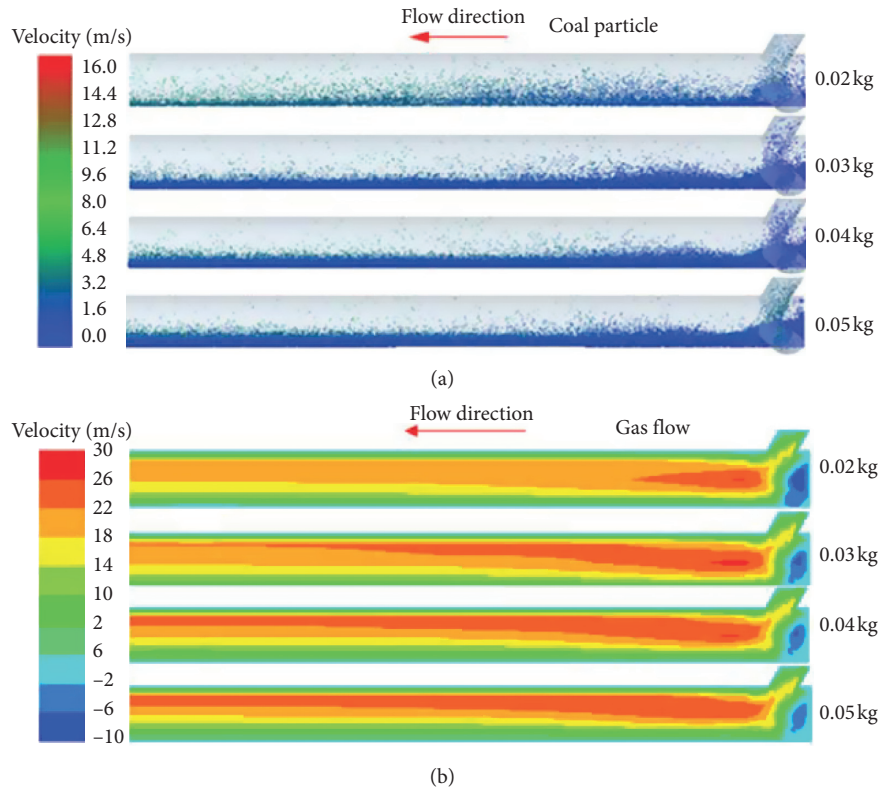 Flow direction
Coal particle
Velocity (m/s)
16.0
14.4
12.8
11.2
9.6
8.0
6.4
4.8
3.2
1.6
0.0
0.02 kg
0.03 kg
0.04 kg
0.05 kg
(a)
Flow direction
Gas flow
Velocity (m/s)
30
26
22
18
14
10
2
6
−2
−6
−10
0.02 kg
0.03 kg
0.04 kg
0.05 kg
(b)